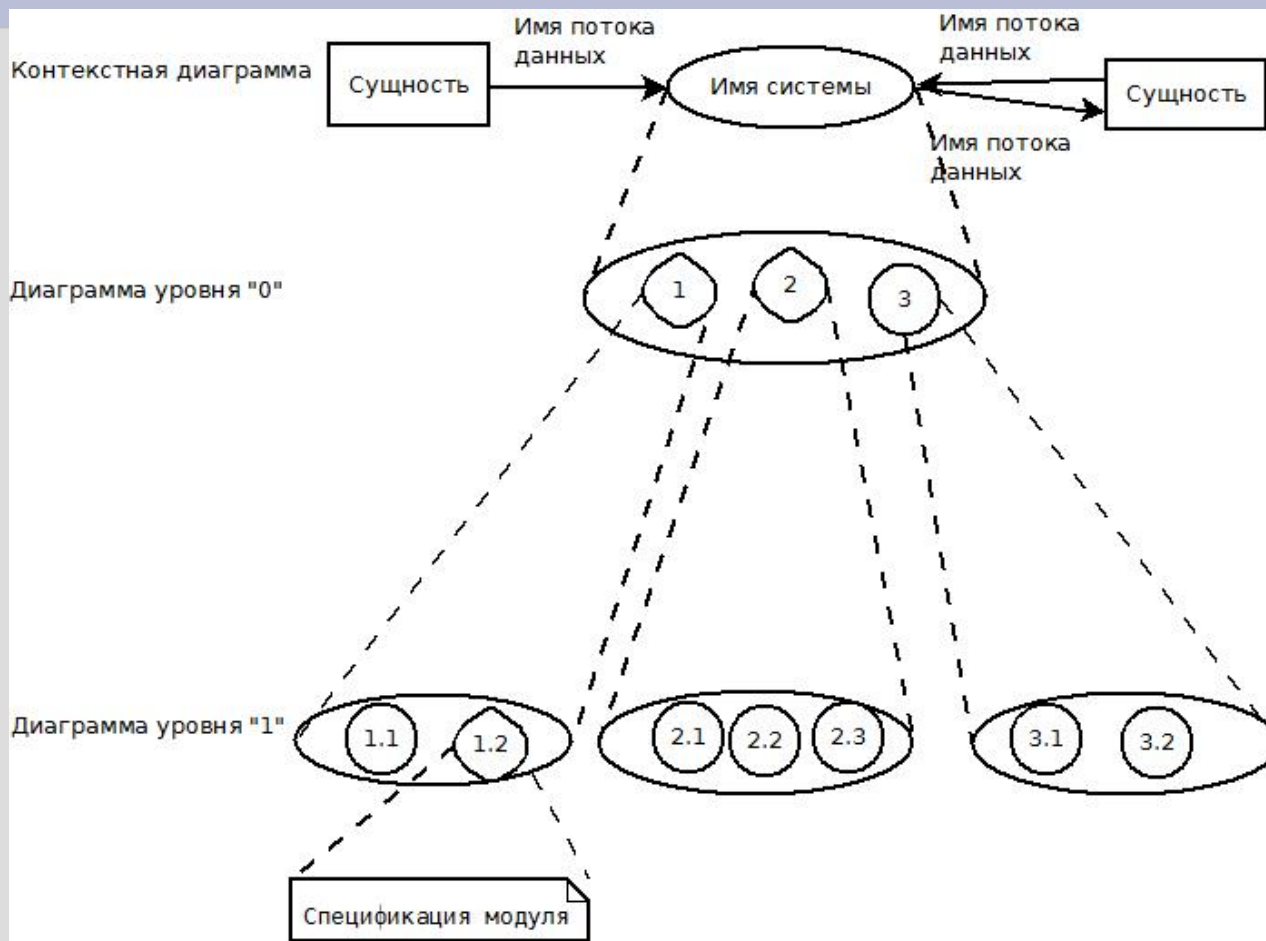 Контекстная диаграмма
Сущность
Имя потока
данных
Имя системы
Имя потока
данных
Сущность
Имя потока
данных
Диаграмма уровня "0"
1
2
3
Диаграмма уровня "1"
1.1
1.2
2.1
2.2
2.3
3.1
3.2
Спецификация модуля